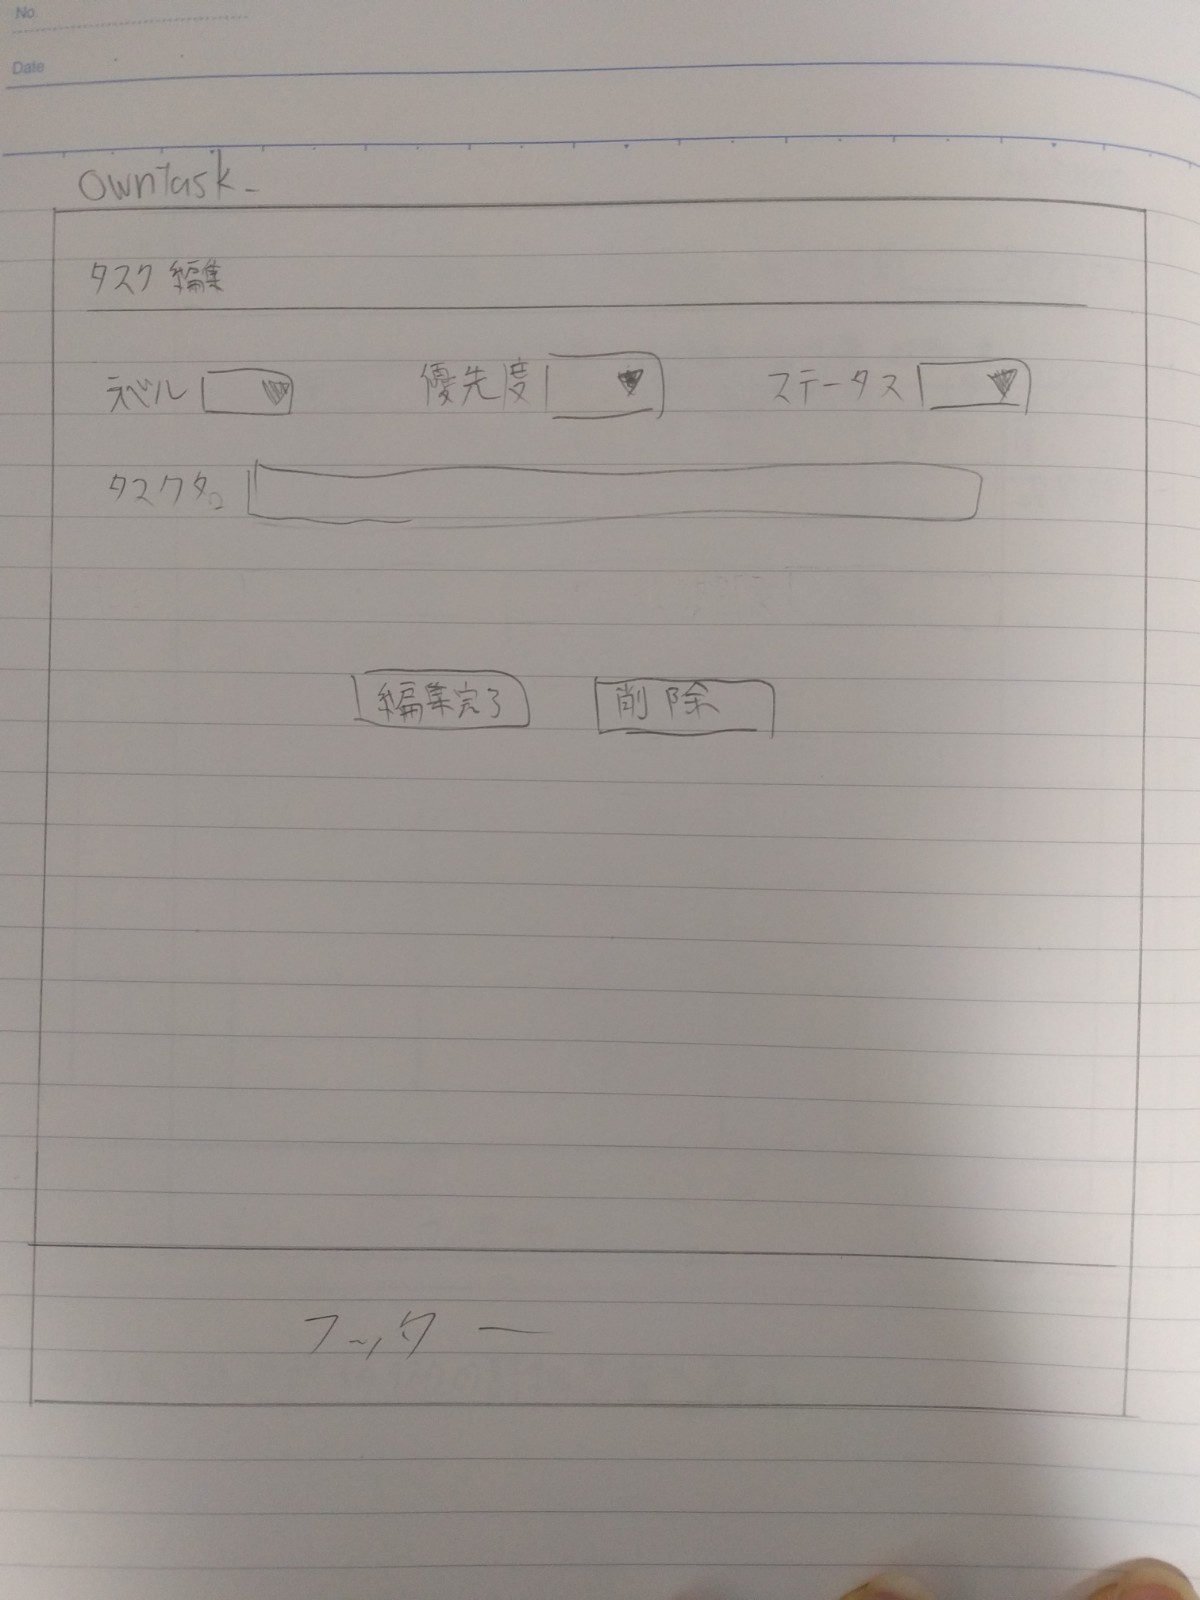 No.
Date
OwnTask
タスク 編集
ラベル 優先度 ステータス
タスク名
編集完了 削除
フッター